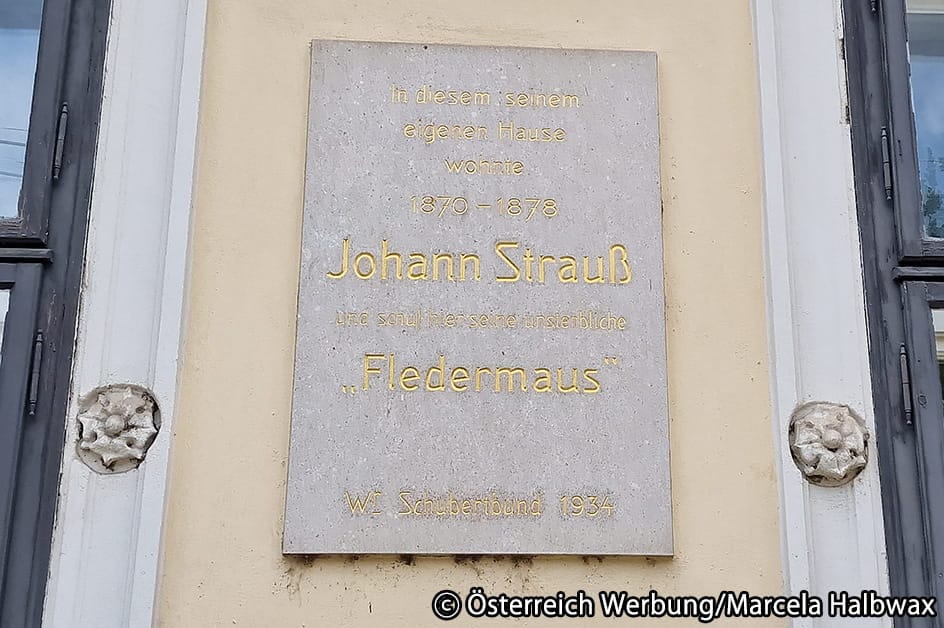 In diesem seinem
eigenen Hause
wohnte
1870 – 1878
Johann Strauß
und schuf hier seine unsterbliche
„Fledermaus“
Wr. Schubertbund 1934
© Österreich Werbung/Marcela Halbwax